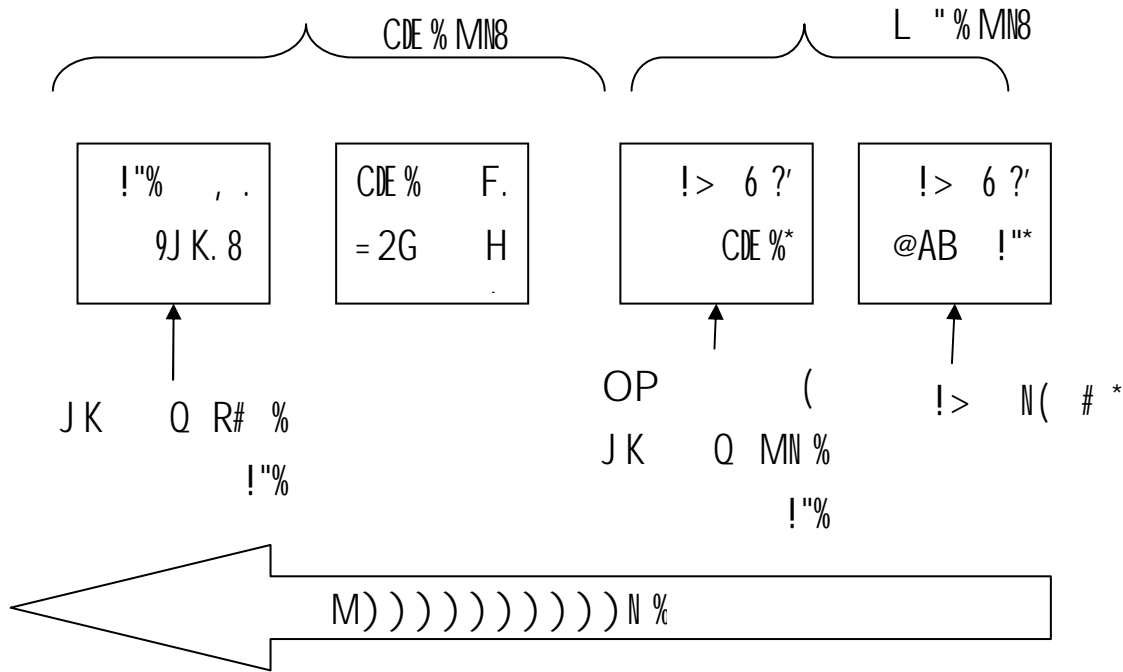 CDE % MN8
L "% MN8
!"% , .
9J K. 8
CDE % F.
= 2G H
.
!> 6 ?'
CDE %*
!> 6 ?'
@AB !"*
J K Q R# %
!"%
OP (
J K Q MN %
!"%
!> N( # *
M) ) ) ) ) ) ) ) ) ) N %